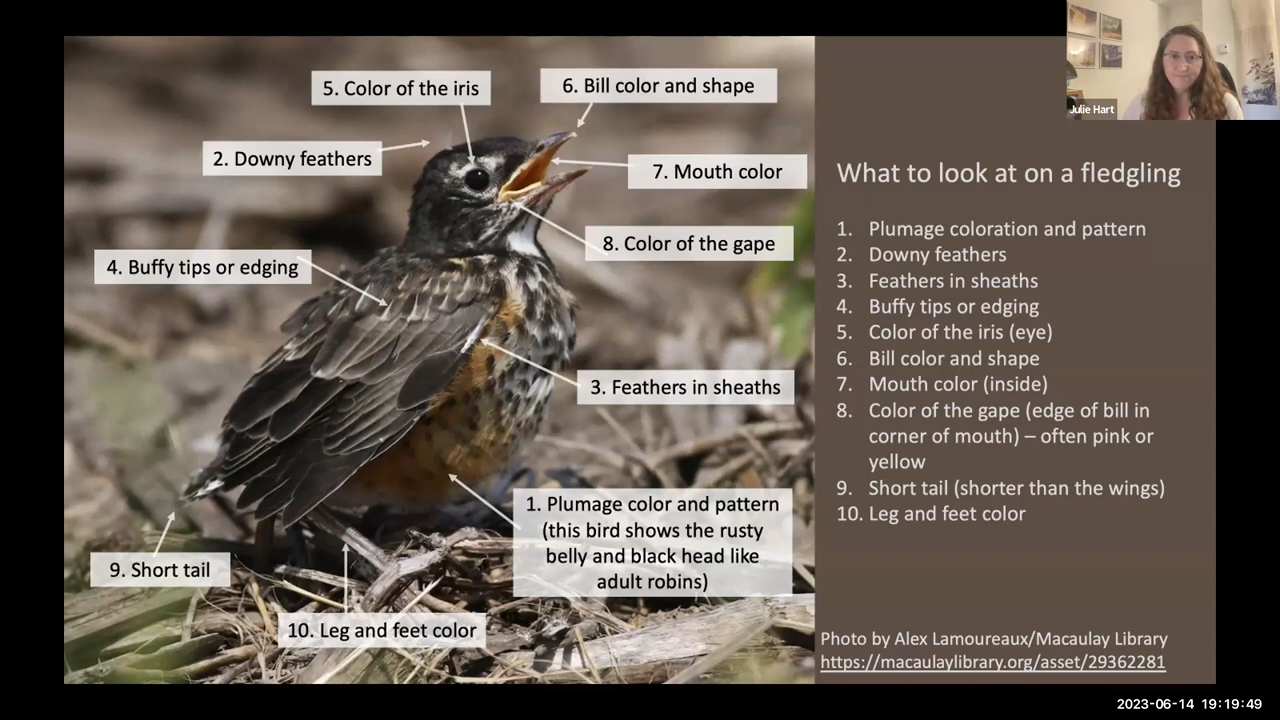 5. Color of the iris
6. Bill color and shape
2. Downy feathers
7. Mouth color
8. Color of the gape
4. Buffy tips or edging
3. Feathers in sheaths
1. Plumage color and pattern
(this bird shows the rusty
belly and black head like
adult robins)
9. Short tail
10. Leg and feet color
Julie Hart
What to look at on a fledgling
1. Plumage coloration and pattern
2. Downy feathers
3. Feathers in sheaths
4. Buffy tips or edging
5. Color of the iris (eye)
6. Bill color and shape
7. Mouth color (inside)
8. Color of the gape (edge of bill in
corner of mouth) – often pink or
yellow
9. Short tail (shorter than the wings)
10. Leg and feet color
Photo by Alex Lamoureaux/Macaulay Library
https://macaulaylibrary.org/asset/29362281
2023-06-14 19:19:49